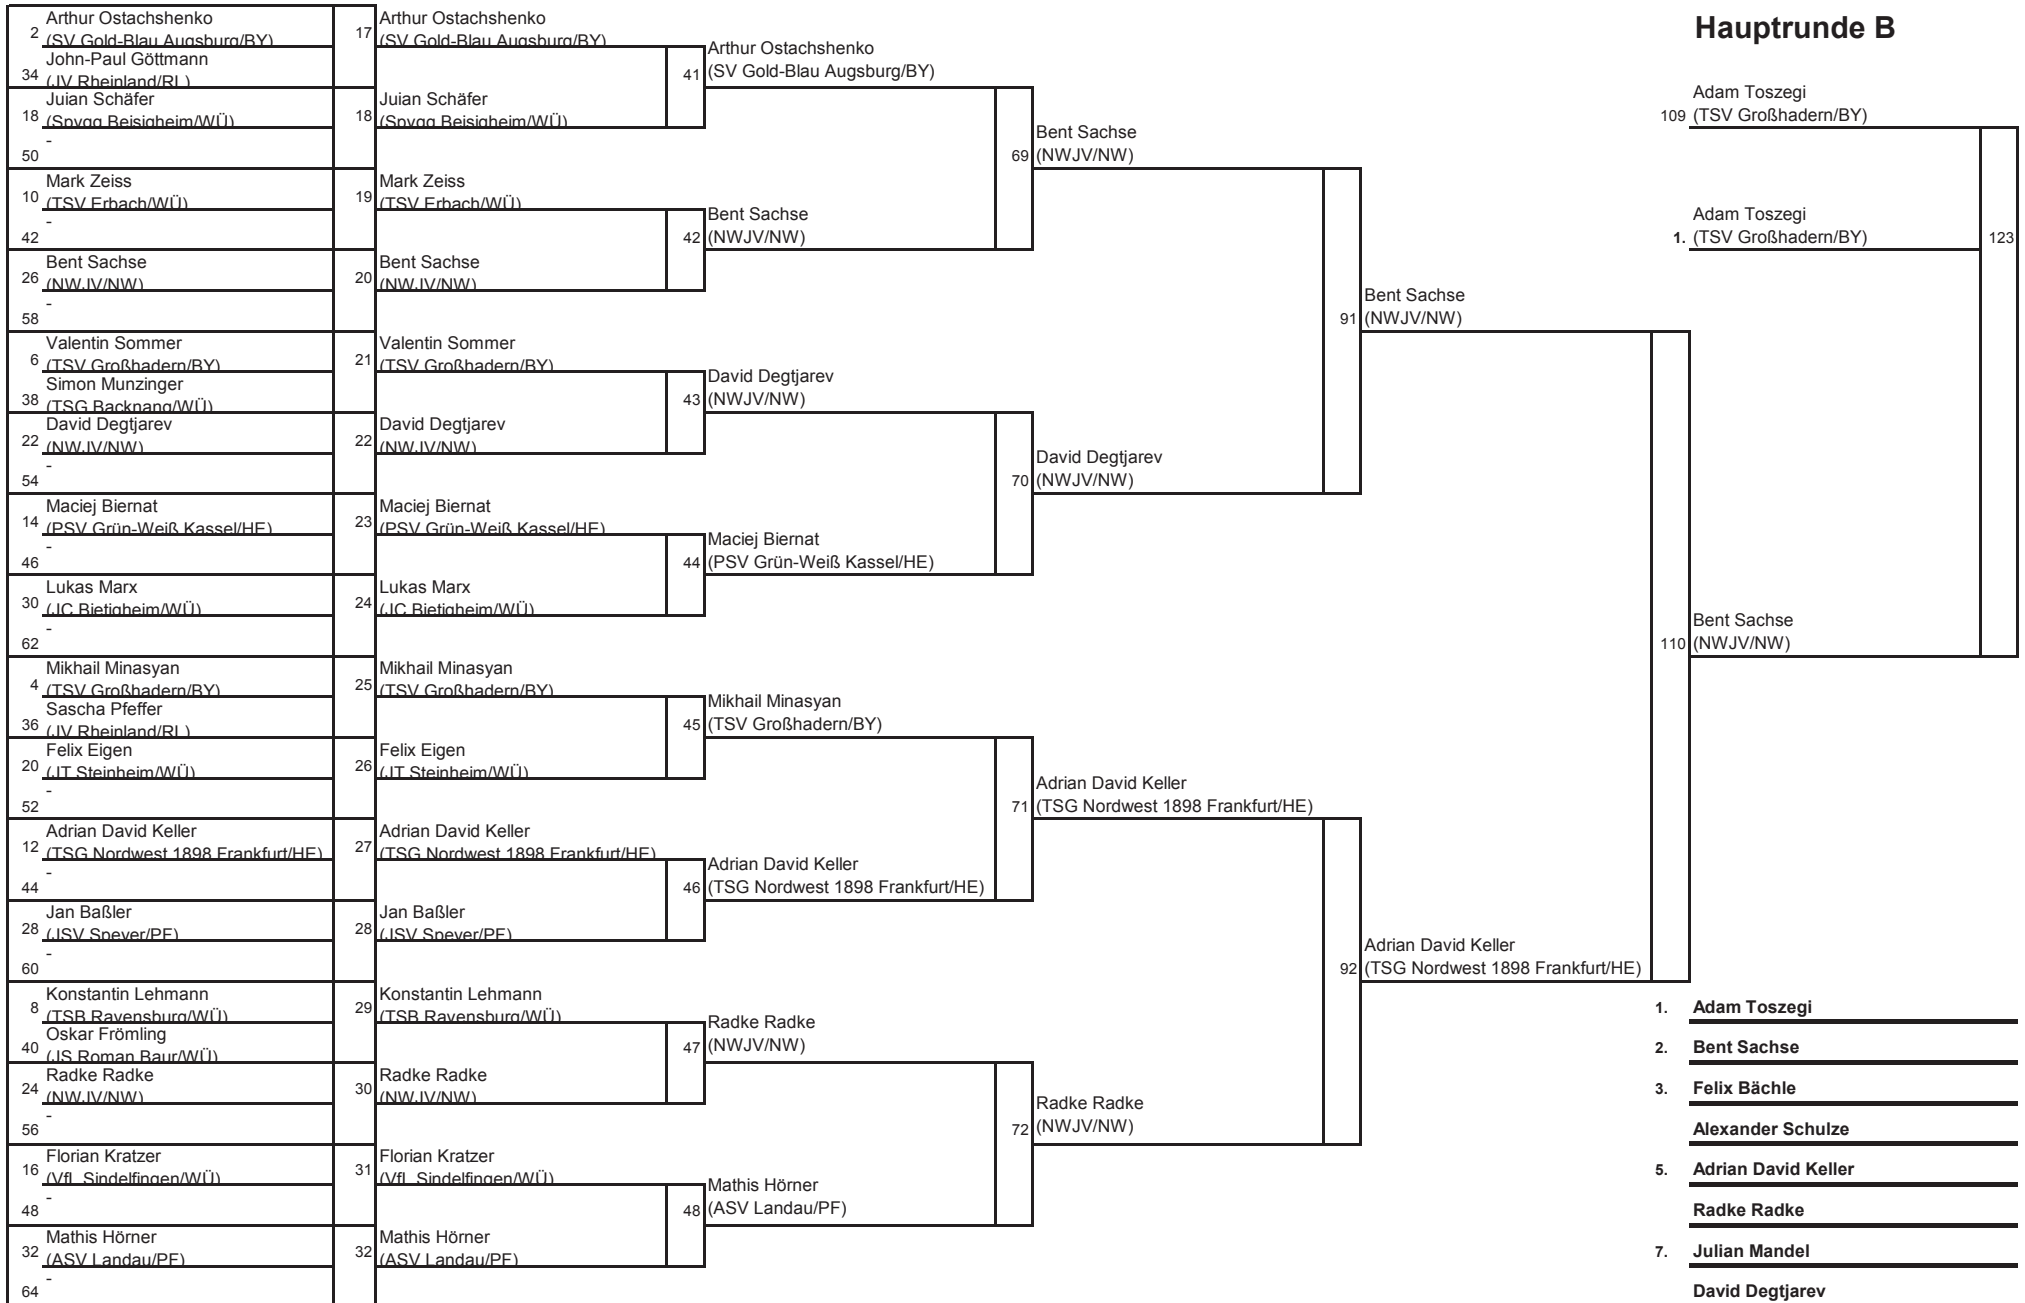 Hauptrunde B
2 Arthur Ostachshenko
(SV Gold-Blau Augsburg/BY)
34 John-Paul Göttmann
(JV Rheinland/RL)
18 Juian Schäfer
(Spvgg Beisigheim/WÜ)
50 -
10 Mark Zeiss
(TSV Erbach/WÜ)
42 -
26 Bent Sachse
(NWJV/NW)
58 -
6 Valentin Sommer
(TSV Großhadern/BY)
38 Simon Munzinger
(TSG Backnang/WÜ)
22 David Degtjarev
(NWJV/NW)
54 -
14 Maciej Biernat
(PSV Grün-Weiß Kassel/HE)
46 -
30 Lukas Marx
(JC Bietigheim/WÜ)
62 -
4 Mikhail Minasyan
(TSV Großhadern/BY)
36 Sascha Pfeffer
(JV Rheinland/RL)
20 Felix Eigen
(JT Steinheim/WÜ)
52 -
12 Adrian David Keller
(TSG Nordwest 1898 Frankfurt/HE)
44 -
28 Jan Baßler
(JSV Speyer/PF)
60 -
8 Konstantin Lehmann
(TSB Ravensburg/WÜ)
40 Oskar Frömling
(JS Roman Baur/WÜ)
24 Radke Radke
(NWJV/NW)
56 -
16 Florian Kratzer
(VfL Sindelfingen/WÜ)
48 -
32 Mathis Hörner
(ASV Landau/PF)
64 -
17 Arthur Ostachshenko
(SV Gold-Blau Augsburg/BY)
18 Juian Schäfer
(Spvgg Beisigheim/WÜ)
19 Mark Zeiss
(TSV Erbach/WÜ)
20 Bent Sachse
(NWJV/NW)
21 Valentin Sommer
(TSV Großhadern/BY)
22 David Degtjarev
(NWJV/NW)
23 Maciej Biernat
(PSV Grün-Weiß Kassel/HE)
24 Lukas Marx
(JC Bietigheim/WÜ)
25 Mikhail Minasyan
(TSV Großhadern/BY)
26 Felix Eigen
(JT Steinheim/WÜ)
27 Adrian David Keller
(TSG Nordwest 1898 Frankfurt/HE)
28 Jan Baßler
(JSV Speyer/PF)
29 Konstantin Lehmann
(TSB Ravensburg/WÜ)
30 Radke Radke
(NWJV/NW)
31 Florian Kratzer
(VfL Sindelfingen/WÜ)
32 Mathis Hörner
(ASV Landau/PF)
Arthur Ostachshenko
41 (SV Gold-Blau Augsburg/BY)
Bent Sachse
42 (NWJV/NW)
David Degtjarev
43 (NWJV/NW)
Maciej Biernat
44 (PSV Grün-Weiß Kassel/HE)
Mikhail Minasyan
45 (TSV Großhadern/BY)
Adrian David Keller
46 (TSG Nordwest 1898 Frankfurt/HE)
Radke Radke
47 (NWJV/NW)
Mathis Hörner
48 (ASV Landau/PF)
Bent Sachse
69 (NWJV/NW)
David Degtjarev
70 (NWJV/NW)
Adrian David Keller
71 (TSG Nordwest 1898 Frankfurt/HE)
Radke Radke
72 (NWJV/NW)
Bent Sachse
91 (NWJV/NW)
Adrian David Keller
92 (TSG Nordwest 1898 Frankfurt/HE)
Adam Toszegi
109 (TSV Großhadern/BY)
Adam Toszegi
1. (TSV Großhadern/BY)
123
Bent Sachse
110 (NWJV/NW)
1. Adam Toszegi
2. Bent Sachse
3. Felix Bächle
Alexander Schulze
5. Adrian David Keller
Radke Radke
7. Julian Mandel
David Degtjarev